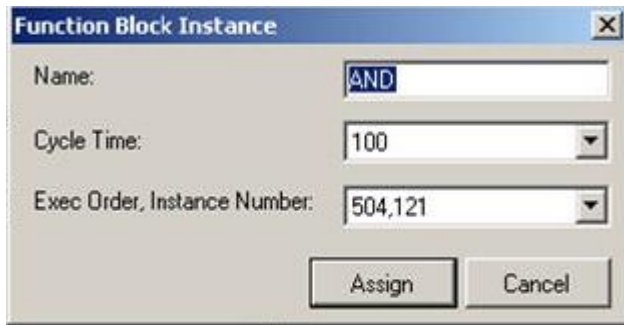 Function Block Instance
Name: AND
Cycle Time: 100
Exec Order, Instance Number: 504,121
Assign Cancel